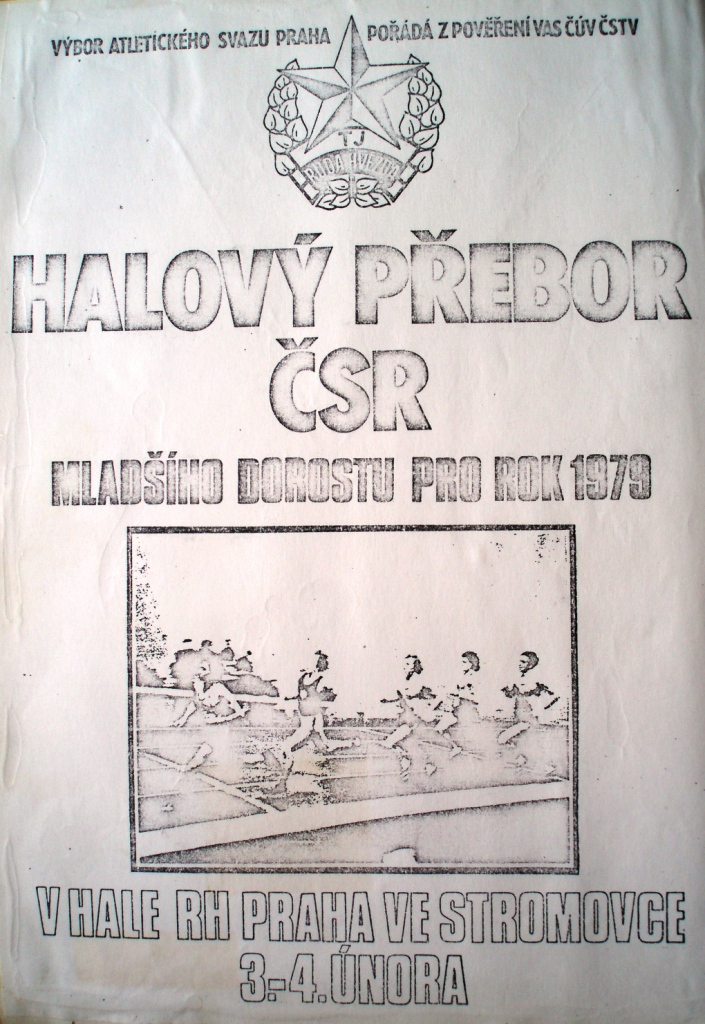 VÝBOR ATLETICKÉHO SVAZU PRAHA POŘÁDÁ Z POVĚŘENÍ VAS ČÚV ČSTV
TJ
RUDÁ HVĚZDA
HALOVÝ PŘEBOR
ČSR
MLADŠÍHO DOROSTU PRO ROK 1979
V HALE RH PRAHA VE STROMOVCE
3.-4. ÚNORA